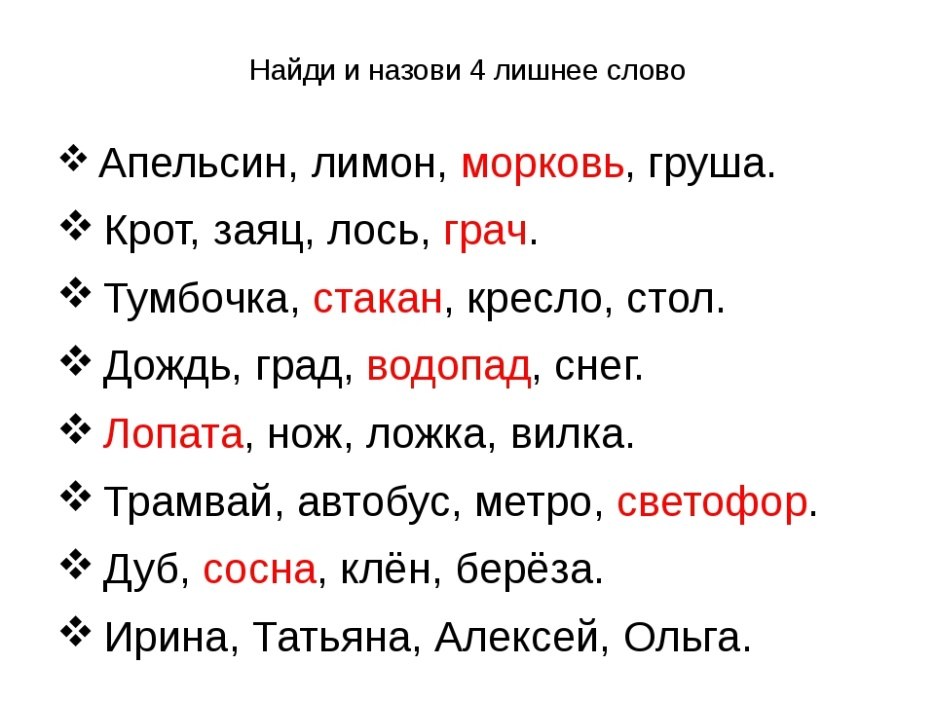 Найди и назови 4 лишнее слово
❖ Апельсин, лимон, морковь, груша.
❖ Крот, заяц, лось, грач.
❖ Тумбочка, стакан, кресло, стол.
❖ Дождь, град, водопад, снег.
❖ Лопата, нож, ложка, вилка.
❖ Трамвай, автобус, метро, светофор.
❖ Дуб, сосна, клён, берёза.
❖ Ирина, Татьяна, Алексей, Ольга.